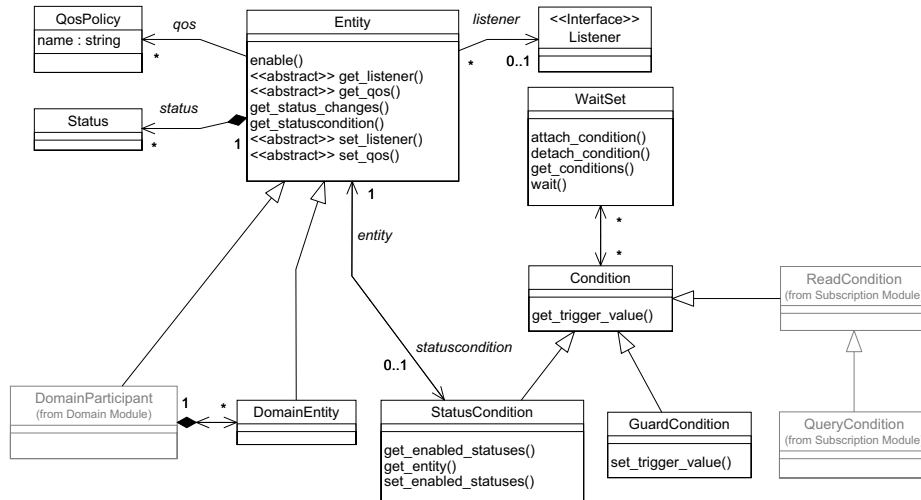 QosPolicy
name : string
qos
*
Entity
enable()
<<abstract>> get_listener()
<<abstract>> get_qos()
get_status_changes()
get_statuscondition()
<<abstract>> set_listener()
<<abstract>> set_qos()
listener
*
0..1
<<Interface>>
Listener
Status
status
*
1
WaitSet
attach_condition()
detach_condition()
get_conditions()
wait()
1
entity
*
*
Condition
get_trigger_value()
ReadCondition
(from Subscription Module)
statuscondition
0..1
DomainParticipant
(from Domain Module)
1
*
DomainEntity
StatusCondition
get_enabled_statuses()
get_entity()
set_enabled_statuses()
GuardCondition
set_trigger_value()
QueryCondition
(from Subscription Module)